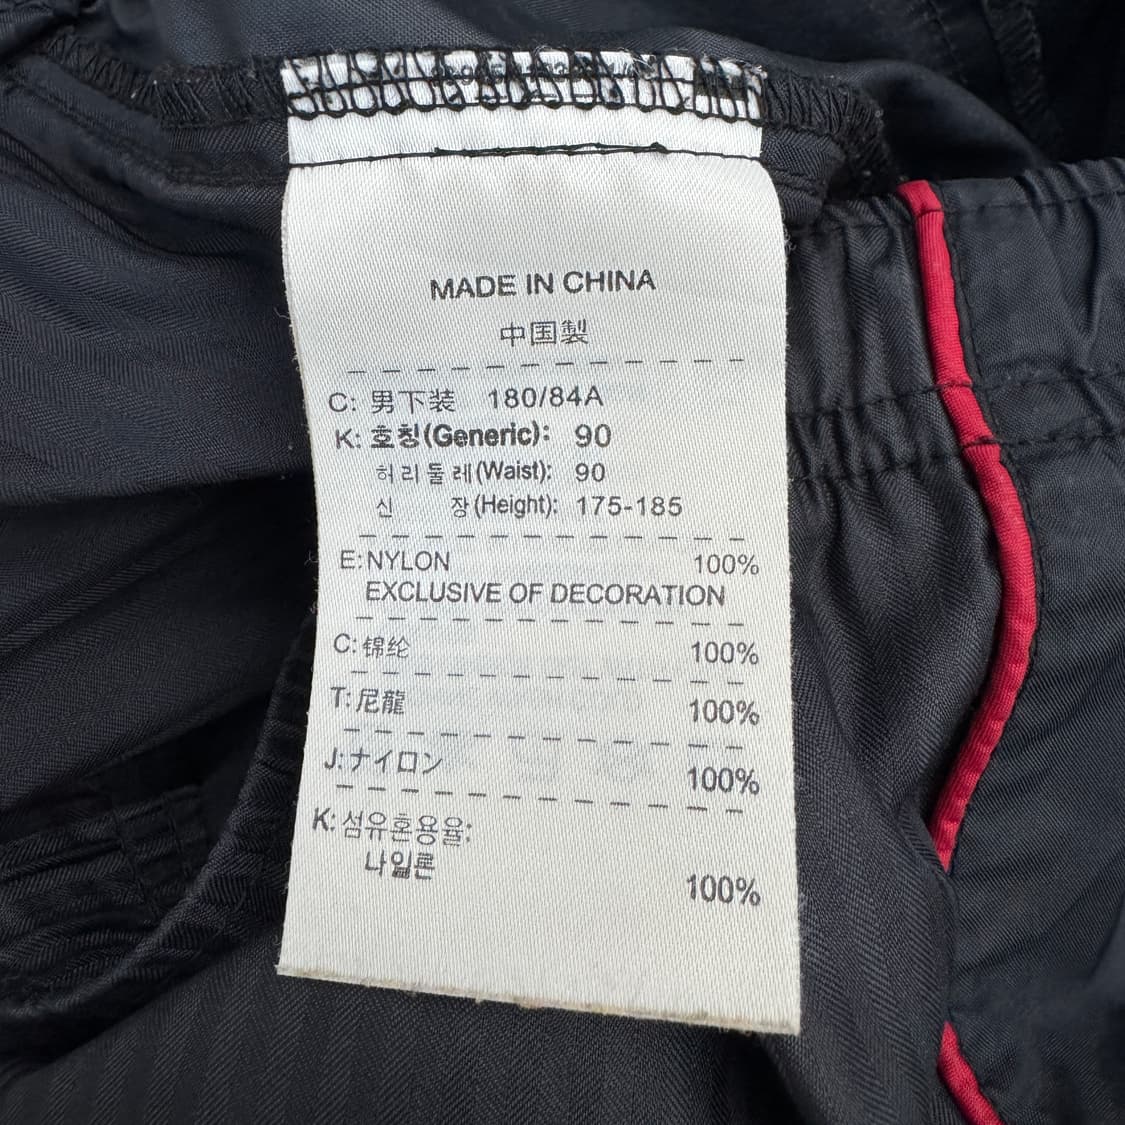 MADE IN CHINA
中国製
C: 男下装 180/84A
K: 호칭(Generic): 90
허리둘레(Waist): 90
신 장(Height): 175-185
E: NYLON 100%
EXCLUSIVE OF DECORATION
C: 锦纶 100%
T: 尼龍 100%
J: ナイロン 100%
K: 섬유혼용율:
나일론 100%